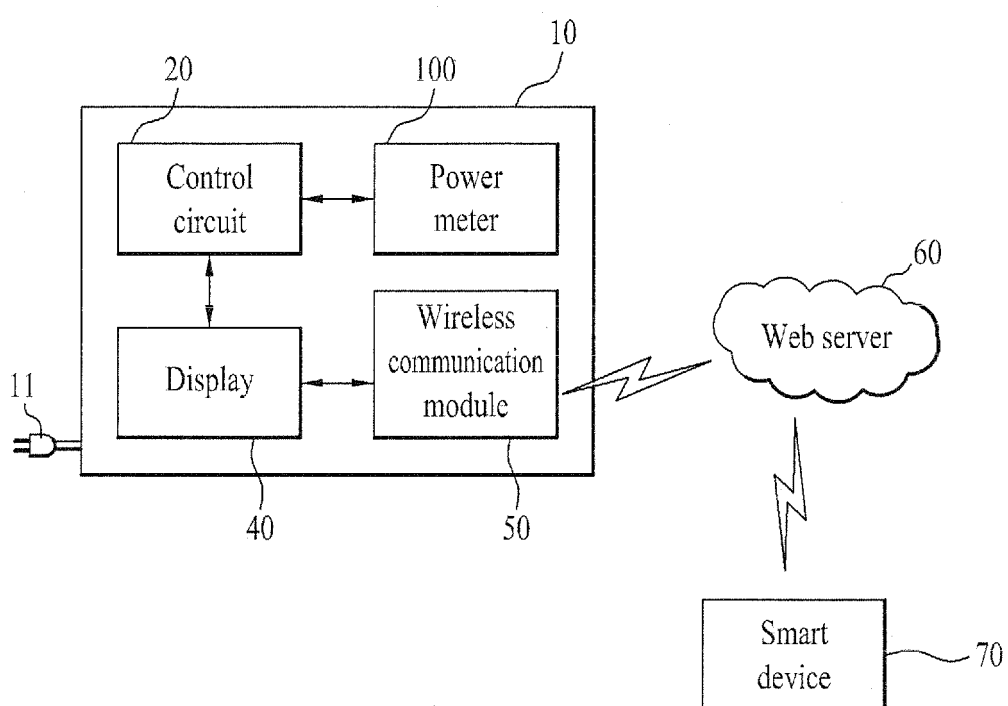 10
20
100
Control
circuit
Power
meter
60
Wireless
communication
module
Web server
Display
11
40
50
Smart
device
70